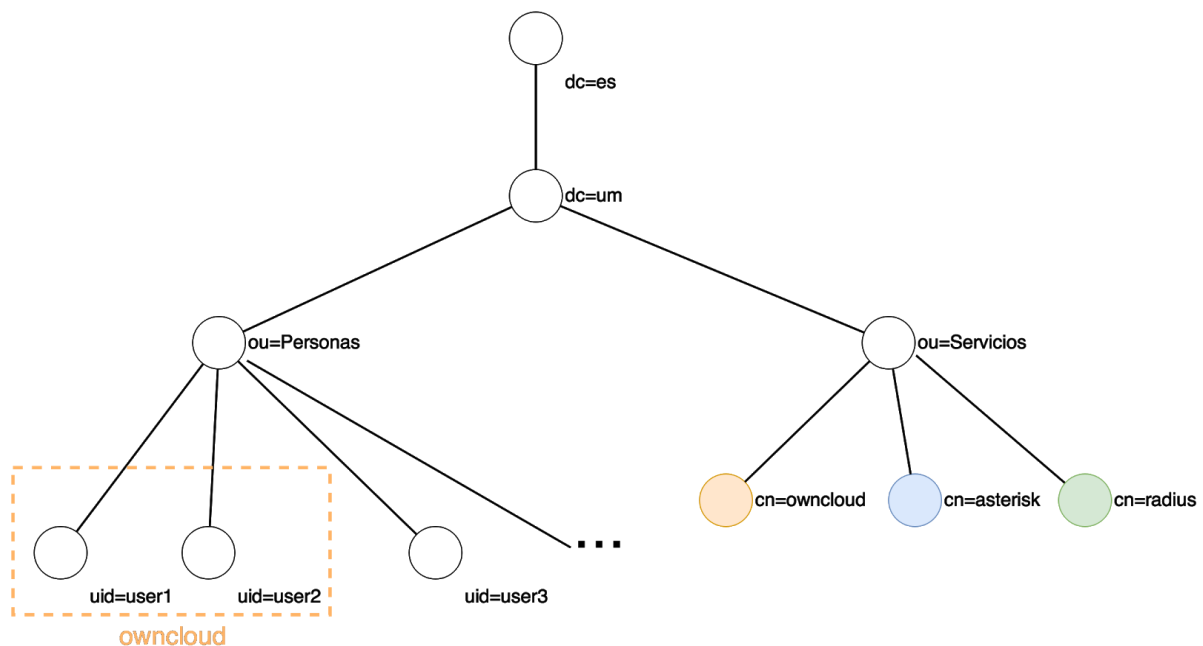 dc=es
dc=um
ou=Personas
ou=Servicios
cn=owncloud
cn=asterisk
cn=radius
...
uid=user1
uid=user2
uid=user3
owncloud